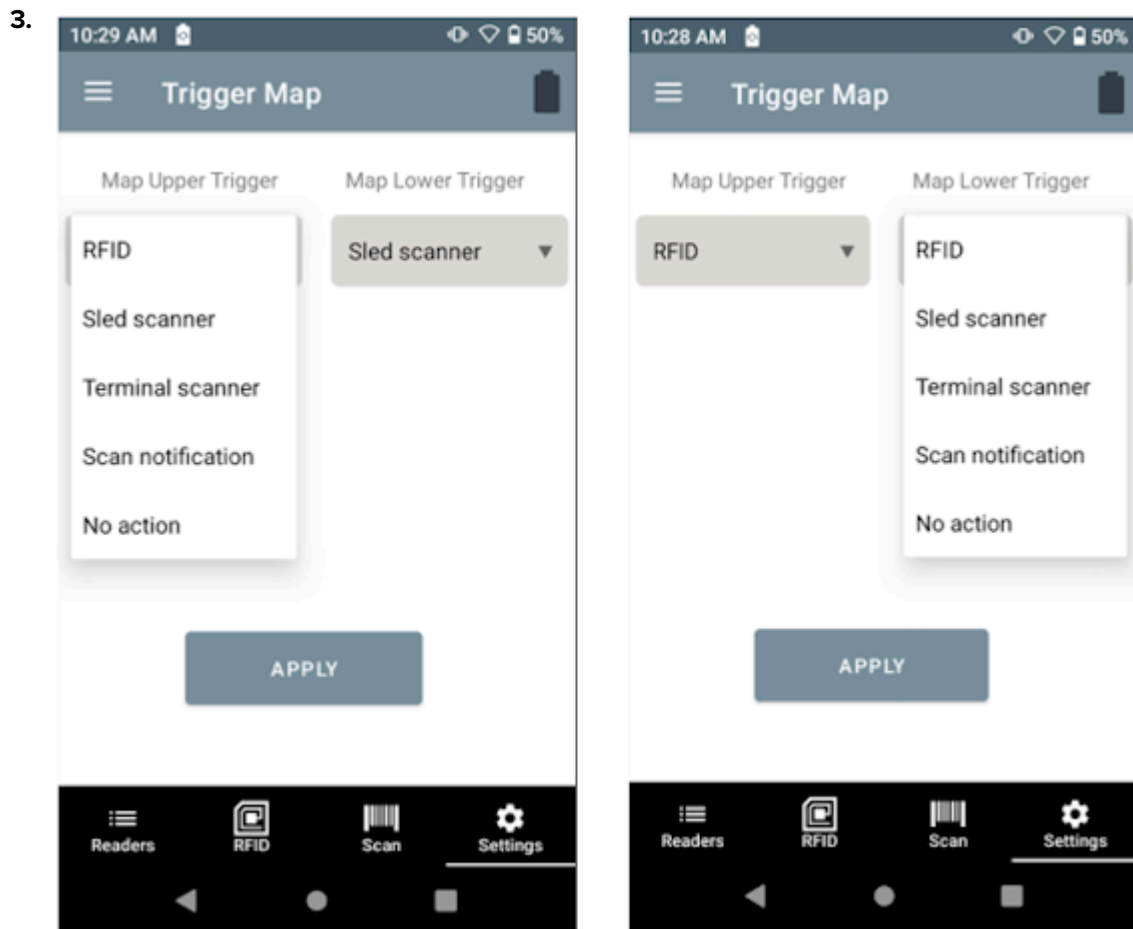 3.
10:29 AM 50%
Trigger Map
Map Upper Trigger Map Lower Trigger
RFID Sled scanner
Sled scanner
Terminal scanner
Scan notification
No action
APPLY
Readers RFID Scan Settings
10:28 AM 50%
Trigger Map
Map Upper Trigger Map Lower Trigger
RFID RFID
Sled scanner
Terminal scanner
Scan notification
No action
APPLY
Readers RFID Scan Settings